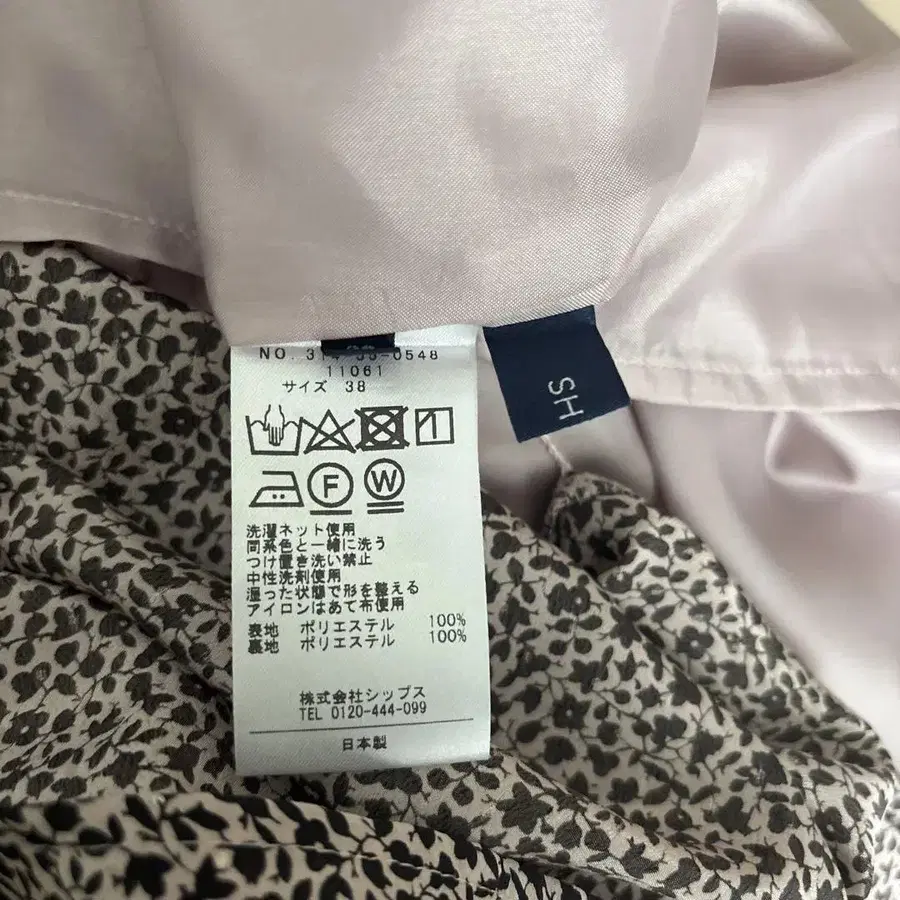 NO. 314-55-0548
11061
サイズ 38
F
W
洗濯ネット使用
同系色と一緒に洗う
つけ置き洗い禁止
中性洗剤使用
湿った状態で形を整える
アイロンはあて布使用
表地 ポリエステル 100%
裏地 ポリエステル 100%
株式会社シップス
TEL 0120-444-099
日本製
SH